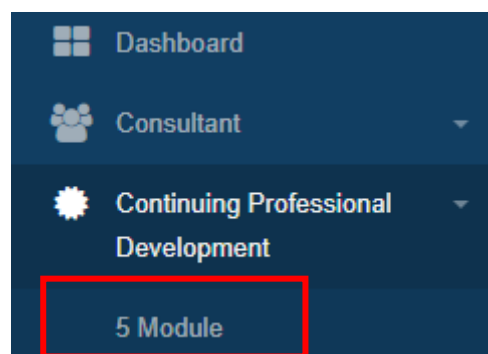 Dashboard
Consultant
Continuing Professional
Development
5 Module